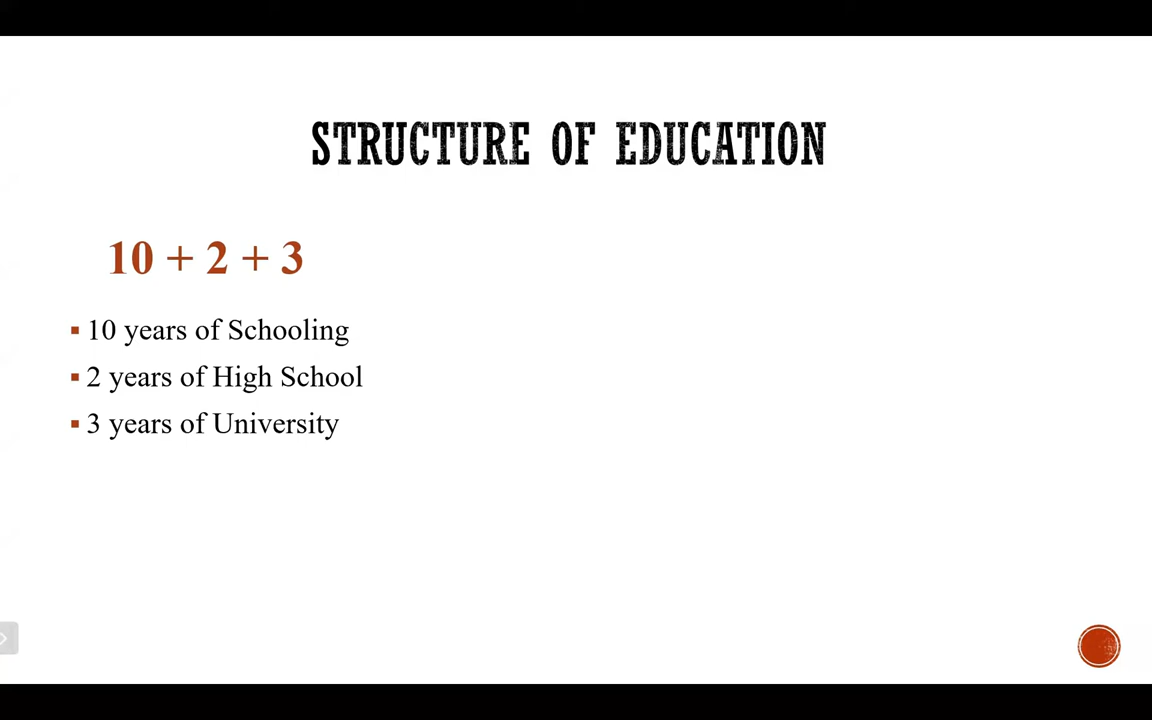 STRUCTURE OF EDUCATION
10 + 2 + 3
▪ 10 years of Schooling
▪ 2 years of High School
▪ 3 years of University